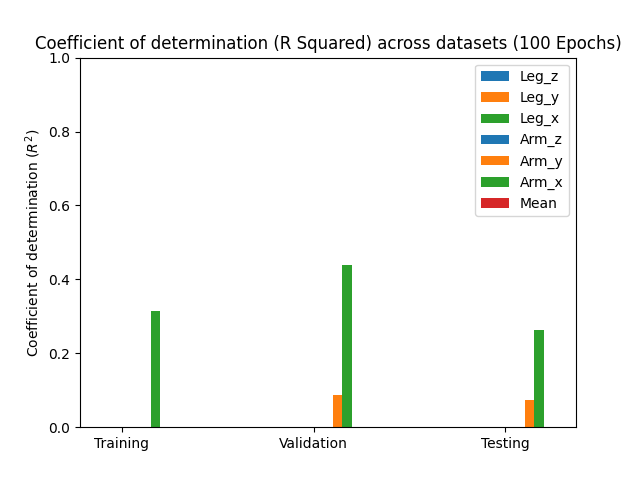 Coefficient of determination (R Squared) across datasets (100 Epochs)
1.0
0.8
0.6
0.4
0.2
0.0
Coefficient of determination (R²)
Leg_z
Leg_y
Leg_x
Arm_z
Arm_y
Arm_x
Mean
Training
Validation
Testing